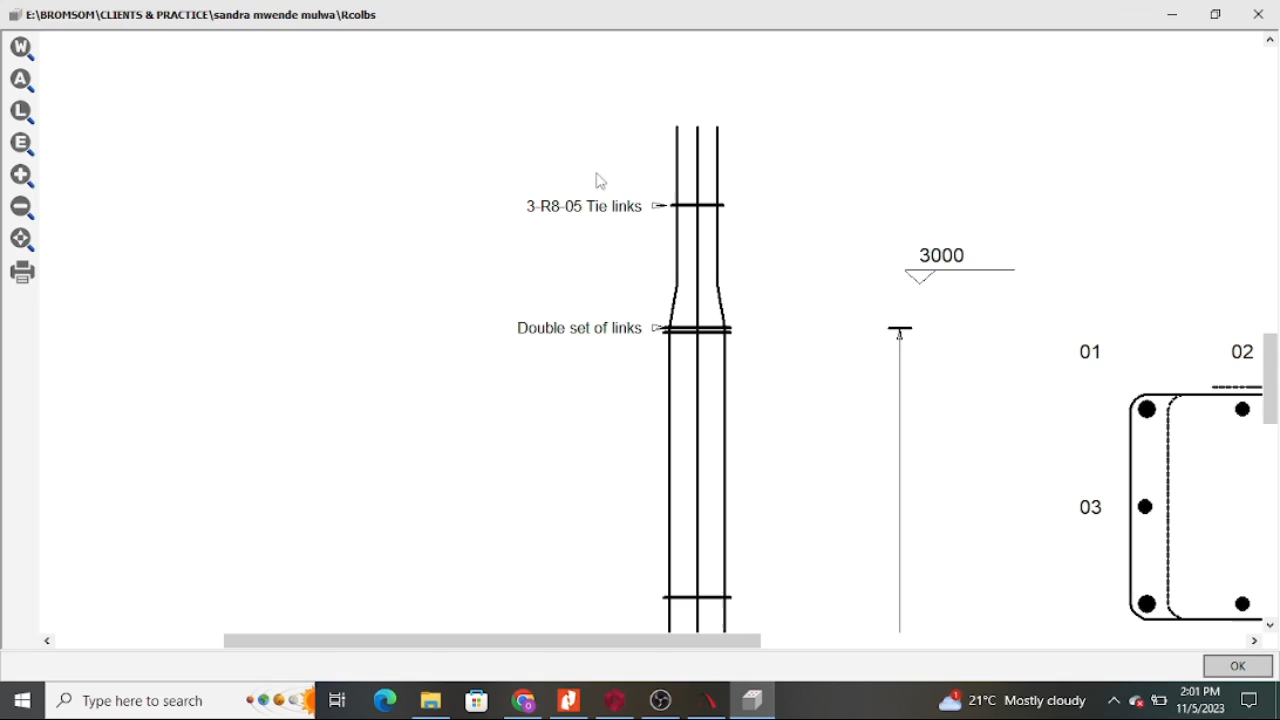 E:\BROMSOM\CLIENTS & PRACTICE\sandra mwende mulwa\Rcolbs
W
A
L
E
3-R8-05 Tie links
3000
Double set of links
01
02
03
OK
Type here to search
21°C Mostly cloudy
2:01 PM
11/5/2023